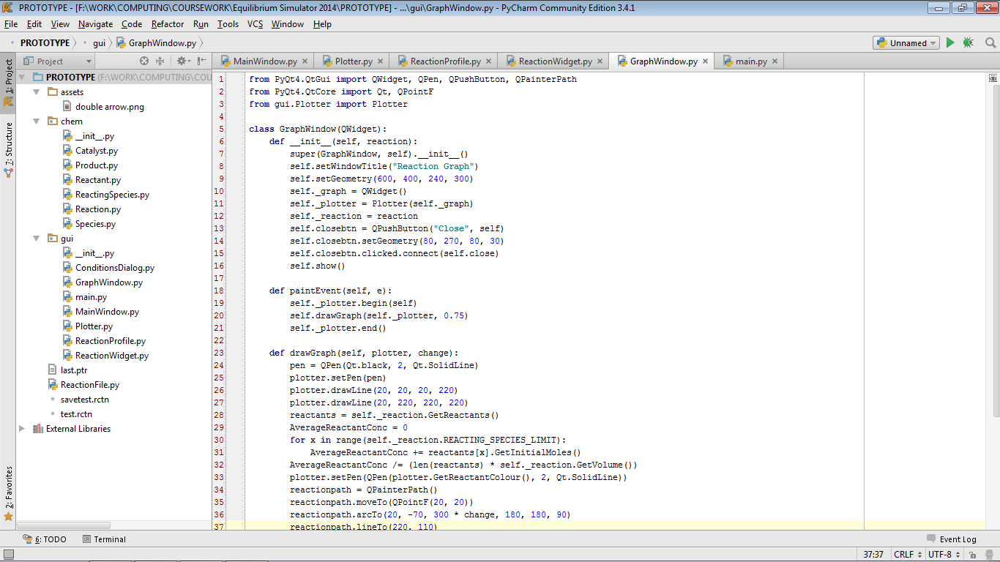 PROTOTYPE - [F:\WORK\COMPUTING\COURSEWORK\Equilibrium Simulator 2014\PROTOTYPE] - ...\gui\GraphWindow.py - PyCharm Community Edition 3.4.1
File Edit View Navigate Code Refactor Run Tools VCS Window Help
PROTOTYPE gui GraphWindow.py Unnamed
1: Project
7: Structure
2: Favorites
Project
PROTOTYPE (F:\WORK\COMPUTING\COU
assets
double arrow.png
chem
__init__.py
Catalyst.py
Product.py
Reactant.py
ReactingSpecies.py
Reaction.py
Species.py
gui
__init__.py
ConditionsDialog.py
GraphWindow.py
main.py
MainWindow.py
Plotter.py
ReactionProfile.py
ReactionWidget.py
last.ptr
ReactionFile.py
savetest.rctn
test.rctn
External Libraries
MainWindow.py Plotter.py ReactionProfile.py ReactionWidget.py GraphWindow.py main.py
1 from PyQt4.QtGui import QWidget, QPen, QPushButton, QPainterPath
2 from PyQt4.QtCore import Qt, QPointF
3 from gui.Plotter import Plotter
4
5 class GraphWindow(QWidget):
6 def __init__(self, reaction):
7 super(GraphWindow, self).__init__()
8 self.setWindowTitle("Reaction Graph")
9 self.setGeometry(600, 400, 240, 300)
10 self._graph = QWidget()
11 self._plotter = Plotter(self._graph)
12 self._reaction = reaction
13 self.closebtn = QPushButton("Close", self)
14 self.closebtn.setGeometry(80, 270, 80, 30)
15 self.closebtn.clicked.connect(self.close)
16 self.show()
17
18 def paintEvent(self, e):
19 self._plotter.begin(self)
20 self.drawGraph(self._plotter, 0.75)
21 self._plotter.end()
22
23 def drawGraph(self, plotter, change):
24 pen = QPen(Qt.black, 2, Qt.SolidLine)
25 plotter.setPen(pen)
26 plotter.drawLine(20, 20, 20, 220)
27 plotter.drawLine(20, 220, 220, 220)
28 reactants = self._reaction.GetReactants()
29 AverageReactantConc = 0
30 for x in range(self._reaction.REACTING_SPECIES_LIMIT):
31 AverageReactantConc += reactants[x].GetInitialMoles()
32 AverageReactantConc /= (len(reactants) * self._reaction.GetVolume())
33 plotter.setPen(QPen(plotter.GetReactantColour(), 2, Qt.SolidLine))
34 reactionpath = QPainterPath()
35 reactionpath.moveTo(QPointF(20, 20))
36 reactionpath.arcTo(20, -70, 300 * change, 180, 180, 90)
37 reactionpath.lineTo(220, 110)
6: TODO Terminal Event Log
37:37 CRLF UTF-8